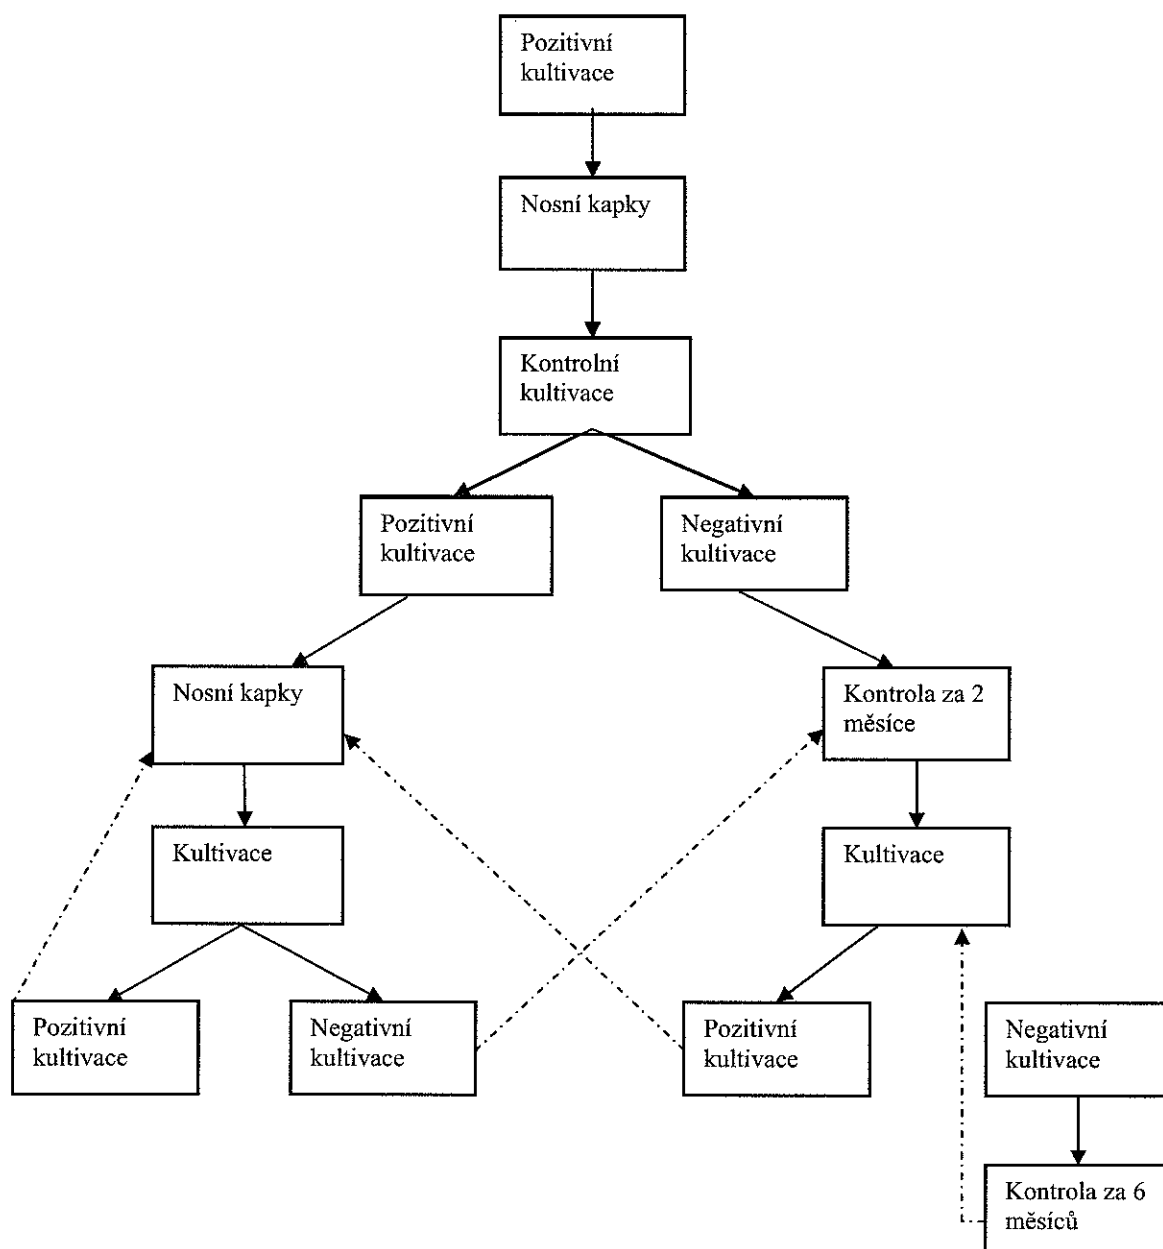 Pozitivní
kultivace
Nosní kapky
Kontrolní
kultivace
Pozitivní
kultivace
Negativní
kultivace
Nosní kapky
Kontrola za 2
měsíce
Kultivace
Kultivace
Pozitivní
kultivace
Negativní
kultivace
Pozitivní
kultivace
Negativní
kultivace
Kontrola za 6
měsíců